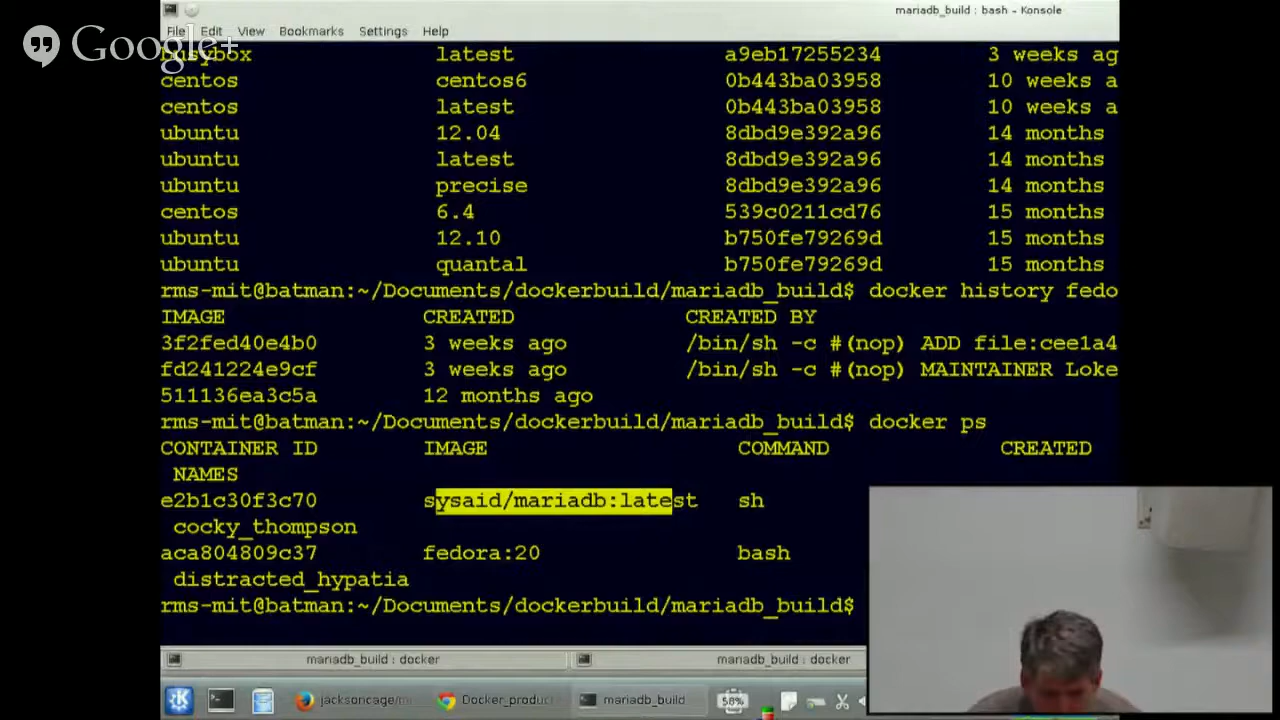 mariadb_build : bash - Konsole
File Edit View Bookmarks Settings Help
Google+
busybox latest a9eb17255234 3 weeks ag
centos centos6 0b443ba03958 10 weeks a
centos latest 0b443ba03958 10 weeks a
ubuntu 12.04 8dbd9e392a96 14 months
ubuntu latest 8dbd9e392a96 14 months
ubuntu precise 8dbd9e392a96 14 months
centos 6.4 539c0211cd76 15 months
ubuntu 12.10 b750fe79269d 15 months
ubuntu quantal b750fe79269d 15 months
rms-mit@batman:~/Documents/dockerbuild/mariadb_build$ docker history fedo
IMAGE CREATED CREATED BY
3f2fed40e4b0 3 weeks ago /bin/sh -c #(nop) ADD file:cee1a4
fd241224e9cf 3 weeks ago /bin/sh -c #(nop) MAINTAINER Loke
511136ea3c5a 12 months ago
rms-mit@batman:~/Documents/dockerbuild/mariadb_build$ docker ps
CONTAINER ID IMAGE COMMAND CREATED
NAMES
e2b1c30f3c70 sysaid/mariadb:latest sh
cocky_thompson
aca804809c37 fedora:20 bash
distracted_hypatia
rms-mit@batman:~/Documents/dockerbuild/mariadb_build$
mariadb_build : docker mariadb_build : docker
jacksoncage/m Docker_produc mariadb_build 58%